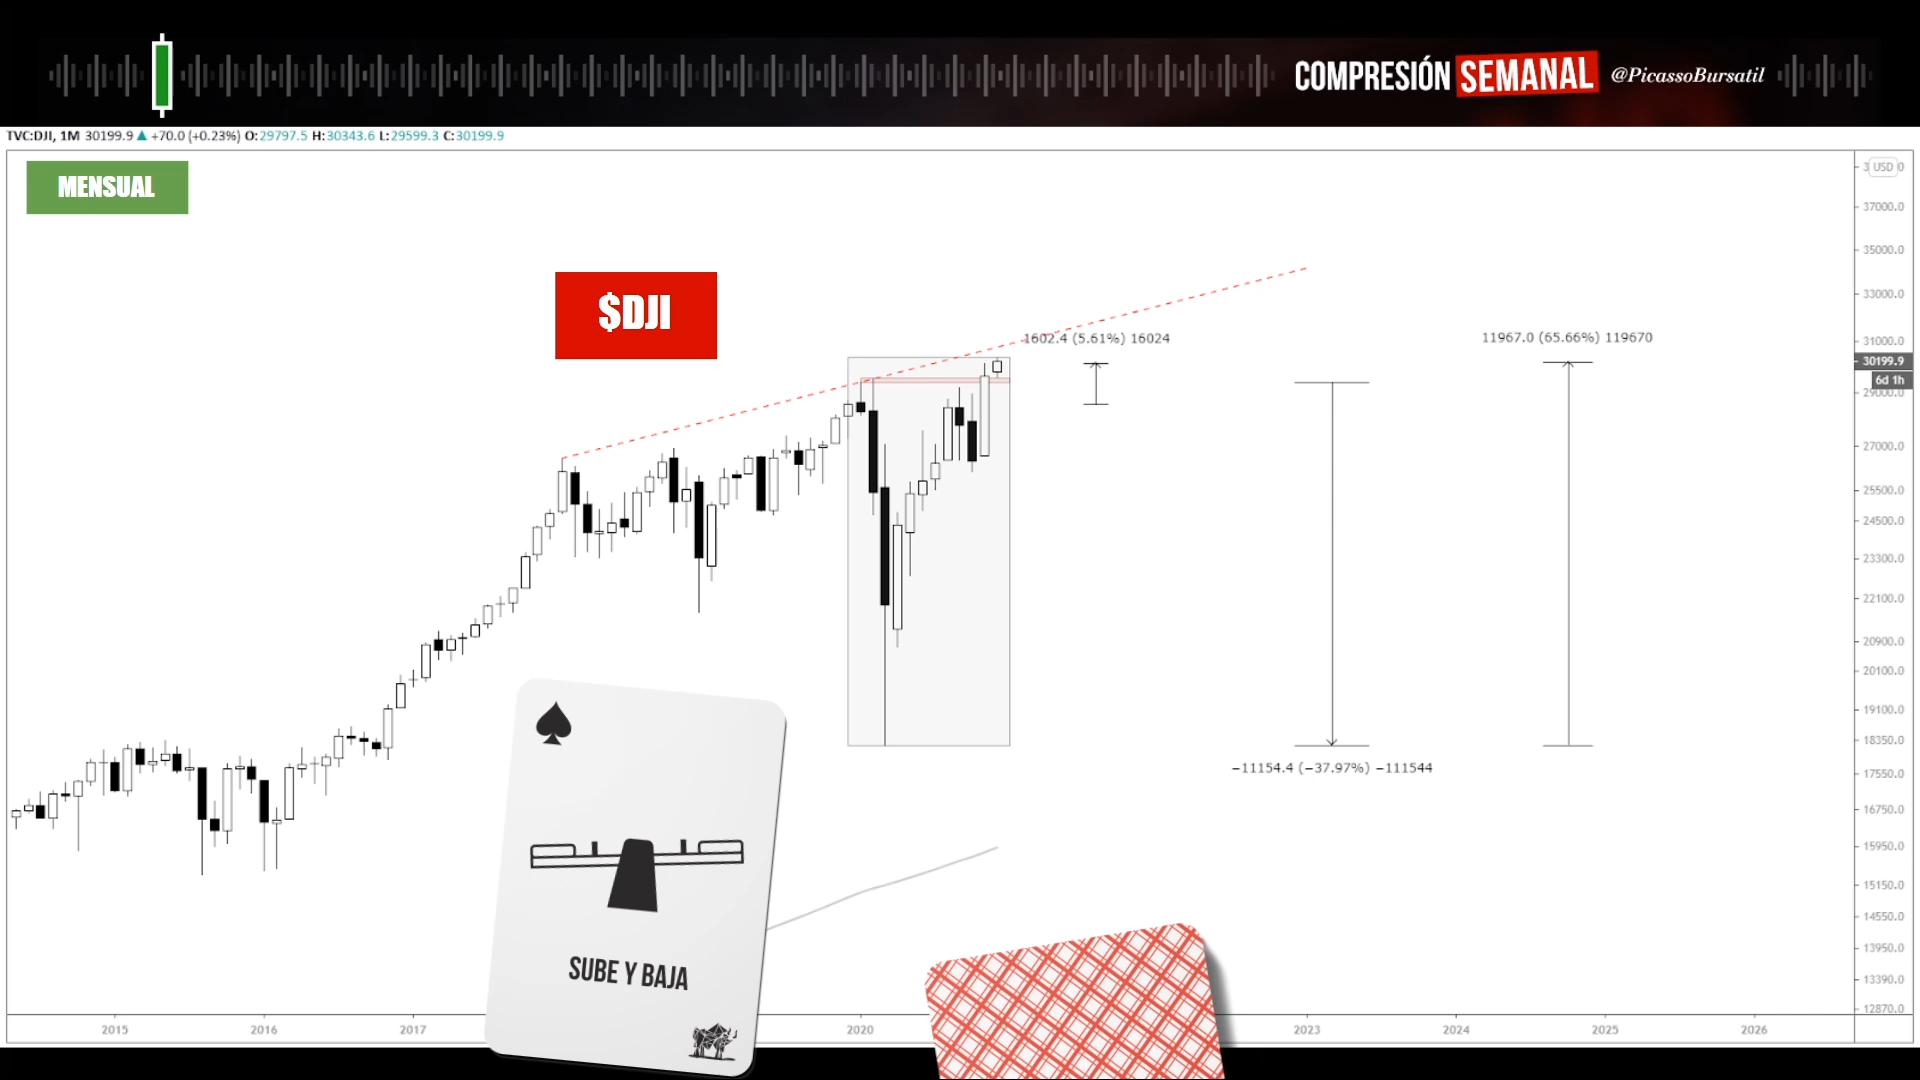 COMPRESIÓN SEMANAL @PicassoBursatil
TVC:DJI, 1M 30199.9 ▲ +70.0 (+0.23%) O:29797.5 H:30343.6 L:29599.3 C:30199.9
MENSUAL
USD
37000.0
35000.0
$DJI
33000.0
1602.4 (5.61%) 16024
11967.0 (65.66%) 119670
31000.0
30199.9
6d 1h
29000.0
27000.0
25500.0
24500.0
23300.0
22100.0
20900.0
20100.0
19100.0
18350.0
−11154.4 (−37.97%) −111544
17550.0
16750.0
15950.0
15150.0
14550.0
13950.0
13390.0
12870.0
SUBE Y BAJA
2015 2016 2017 2020 2023 2024 2025 2026